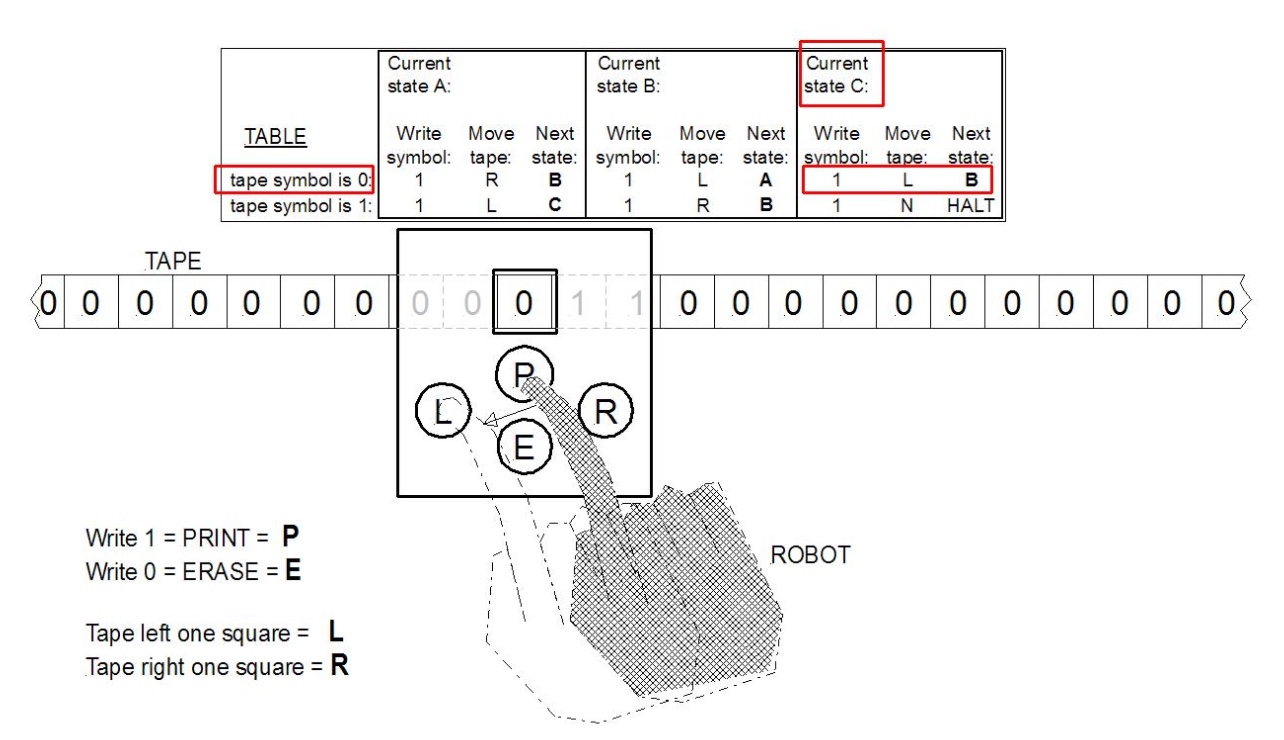 Current Current Current
state A: state B: state C:
TABLE Write Move Next Write Move Next Write Move Next
symbol: tape: state: symbol: tape: state: symbol: tape: state:
tape symbol is 0: 1 R B 1 L A 1 L B
tape symbol is 1: 1 L C 1 R B 1 N HALT
TAPE
0 0 0 0 0 0 0 0 0 0 1 1 0 0 0 0 0 0 0 0 0 0 0
P
L R
E
Write 1 = PRINT = P
ROBOT
Write 0 = ERASE = E
Tape left one square = L
Tape right one square = R